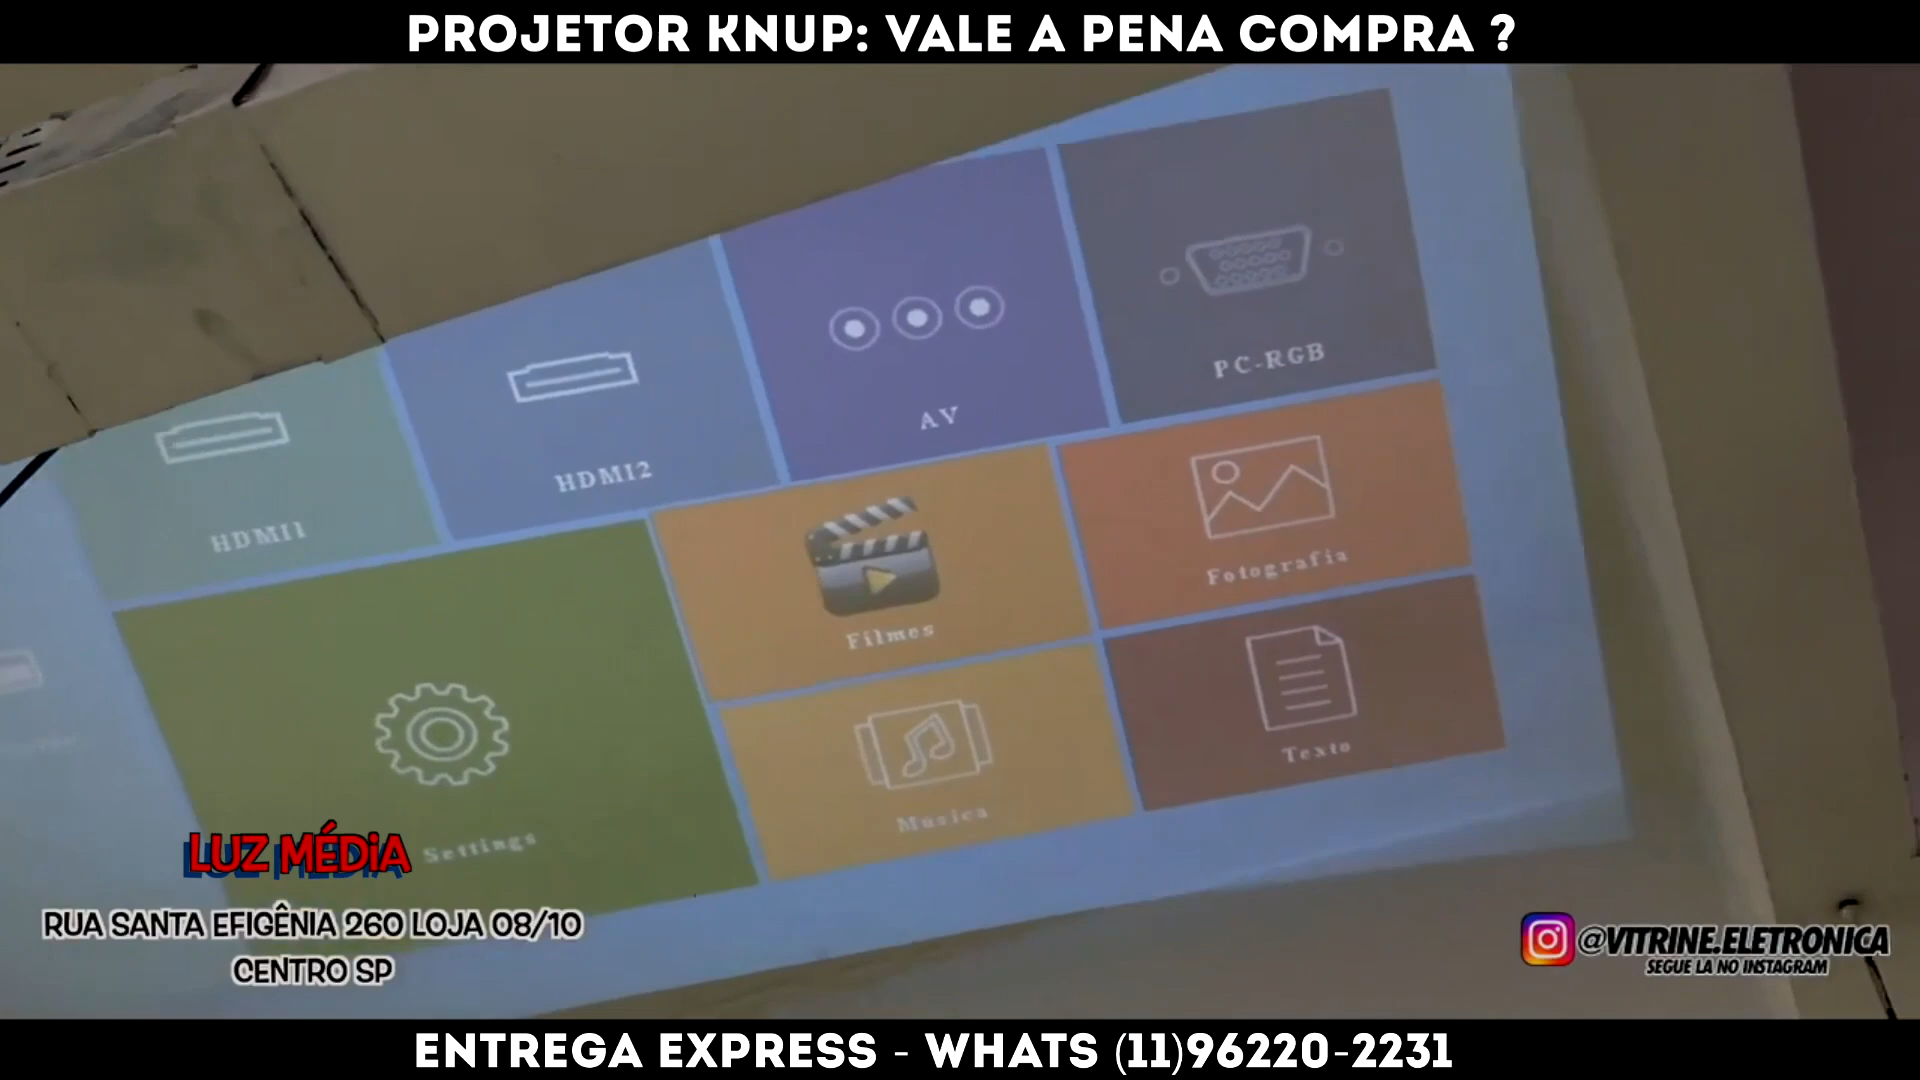 PROJETOR KNUP: VALE A PENA COMPRA ?
PC-RGB
AV
HDMI2
HDMI1
Fotografia
Filmes
Texto
Musica
Settings
LUZ MÉDIA
RUA SANTA EFIGÊNIA 260 LOJA 08/10
CENTRO SP
@VITRINE.ELETRONICA
SEGUE LA NO INSTAGRAM
ENTREGA EXPRESS - WHATS (11)96220-2231